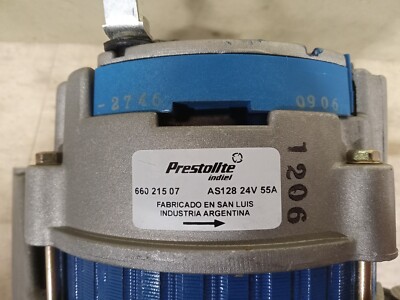 -2746
0906
Prestolite
indiel
660 215 07 AS128 24V 55A
FABRICADO EN SAN LUIS
INDUSTRIA ARGENTINA
1206